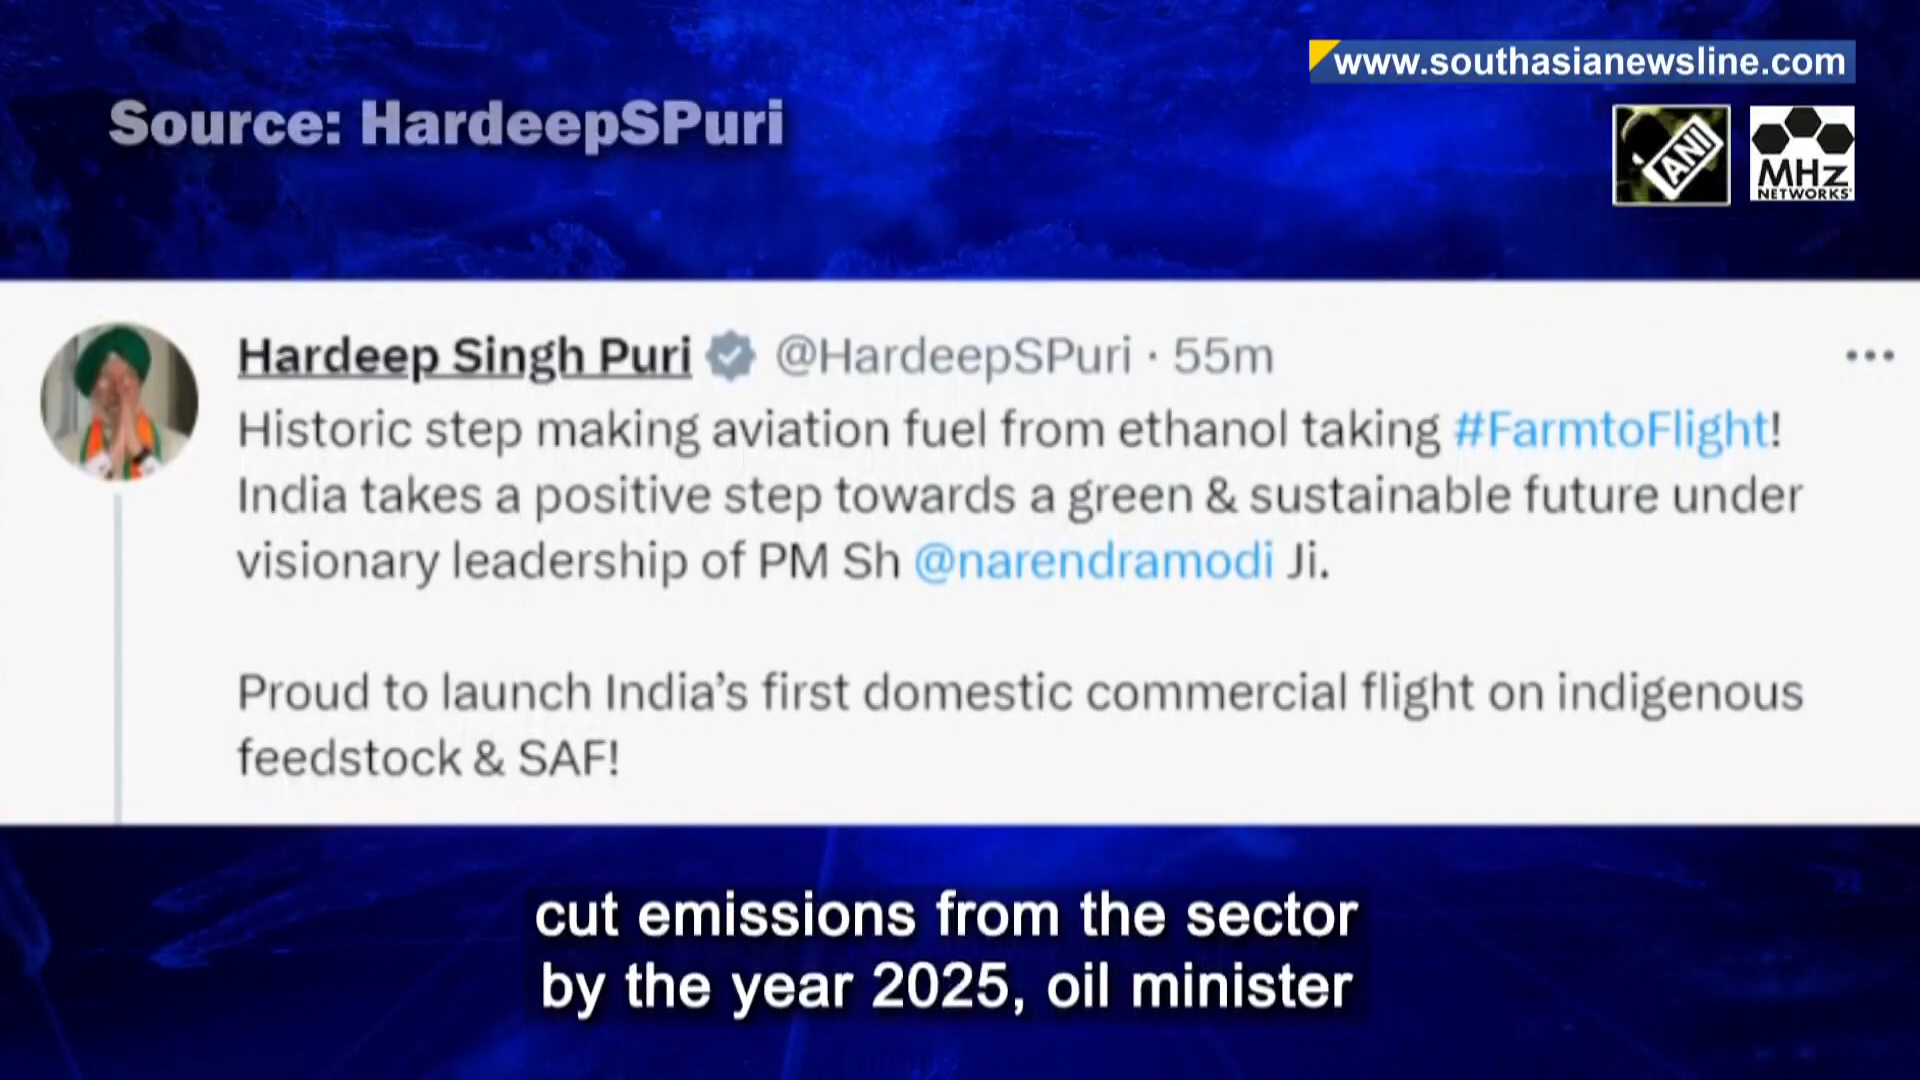 www.southasianewsline.com
Source: HardeepSPuri
ANI
MHz
NETWORKS
Hardeep Singh Puri @HardeepSPuri · 55m
Historic step making aviation fuel from ethanol taking #FarmtoFlight!
India takes a positive step towards a green & sustainable future under
visionary leadership of PM Sh @narendramodi Ji.
Proud to launch India’s first domestic commercial flight on indigenous
feedstock & SAF!
cut emissions from the sector
by the year 2025, oil minister